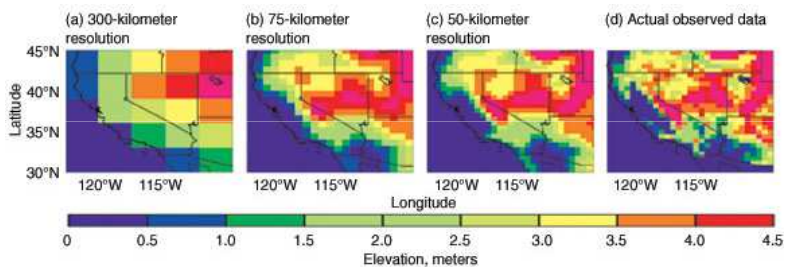 (a) 300-kilometer resolution
(b) 75-kilometer resolution
(c) 50-kilometer resolution
(d) Actual observed data
45°N
40°N
35°N
30°N
Latitude
120°W 115°W
120°W 115°W
120°W 115°W
120°W 115°W
Longitude
0 0.5 1.0 1.5 2.0 2.5 3.0 3.5 4.0 4.5
Elevation, meters